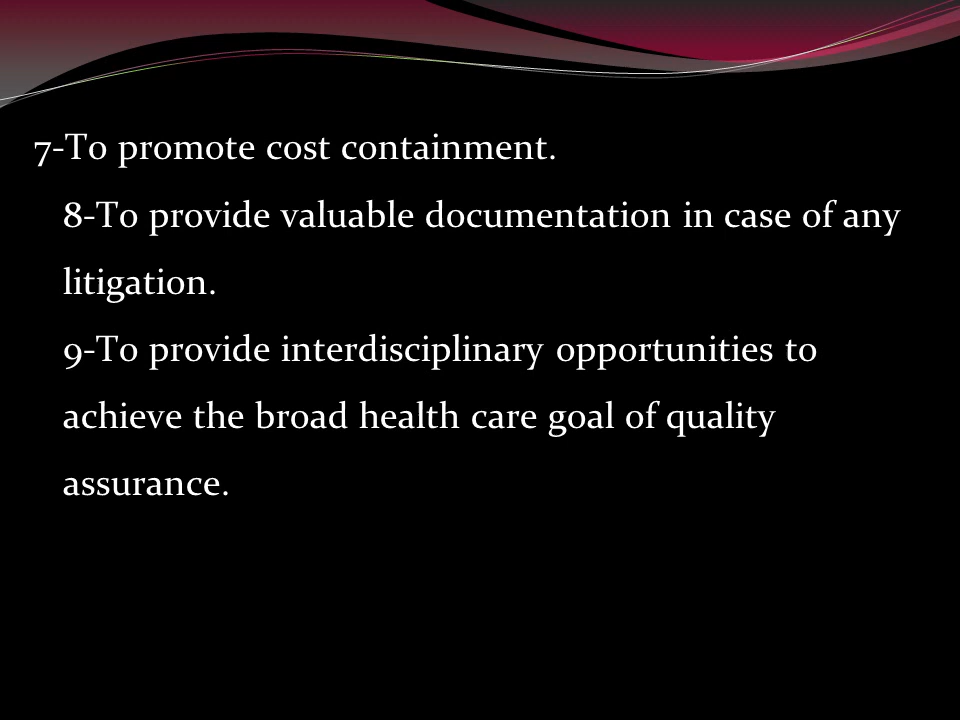 7-To promote cost containment.
8-To provide valuable documentation in case of any
litigation.
9-To provide interdisciplinary opportunities to
achieve the broad health care goal of quality
assurance.